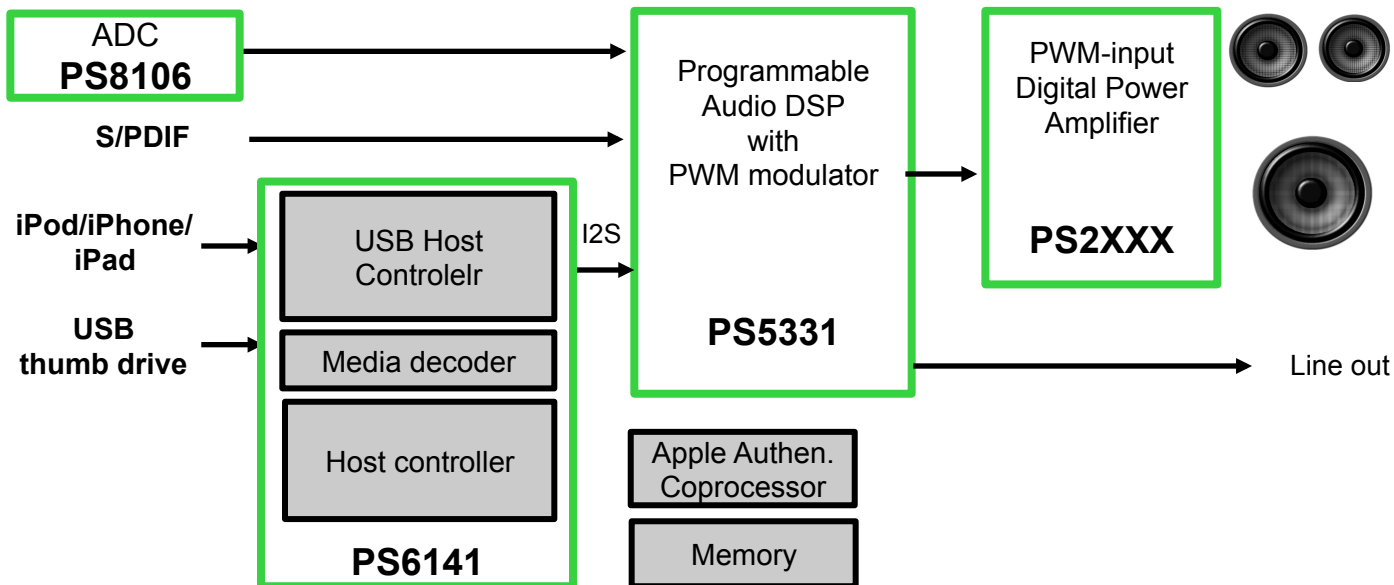 ADC
PS8106
S/PDIF
iPod/iPhone/
iPad
USB
thumb drive
USB Host
Controlelr
Media decoder
Host controller
PS6141
I2S
Programmable
Audio DSP
with
PWM modulator
PS5331
Apple Authen.
Coprocessor
Memory
PWM-input
Digital Power
Amplifier
PS2XXX
Line out